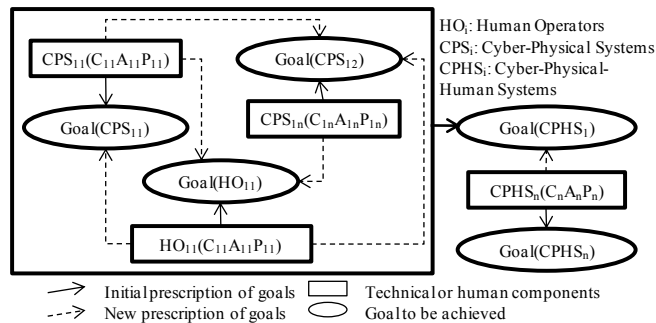 HOi: Human Operators
CPSi: Cyber-Physical Systems
CPHSi: Cyber-Physical-
Human Systems
CPS11(C11A11P11)
Goal(CPS12)
Goal(CPS11)
CPS1n(C1nA1nP1n)
Goal(HO11)
HO11(C11A11P11)
Goal(CPHS1)
CPHSn(CnAnPn)
Goal(CPHSn)
Initial prescription of goals
Technical or human components
New prescription of goals
Goal to be achieved